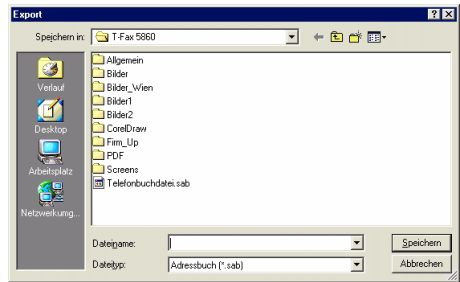 Export
Speichern in: T-Fax 5860
Verlauf
Desktop
Arbeitsplatz
Netzwerkumg...
Allgemein
Bilder
Bilder_Wien
Bilder1
Bilder2
CorelDraw
Firm_Up
PDF
Screens
Telefonbuchdatei.sab
Dateiname:
Speichern
Dateityp: Adressbuch (*.sab)
Abbrechen